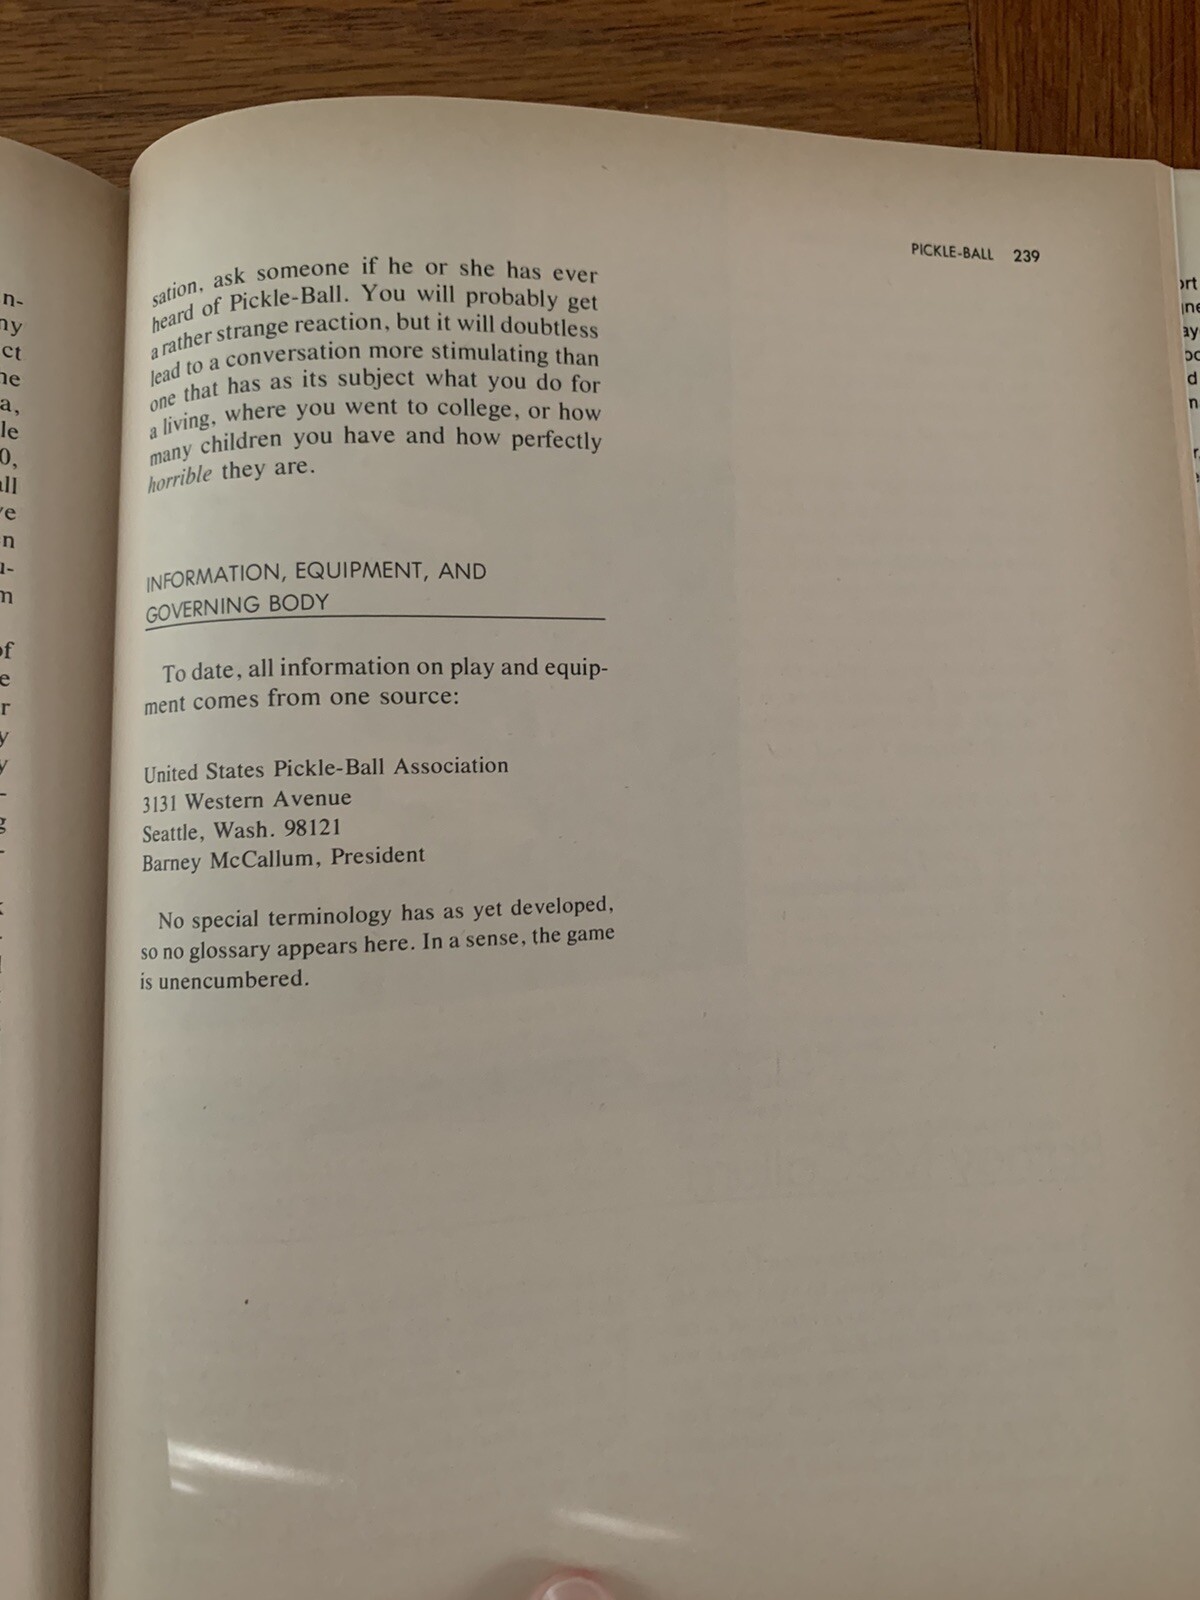 PICKLE-BALL 239
sation, ask someone if he or she has ever
heard of Pickle-Ball. You will probably get
a rather strange reaction, but it will doubtless
lead to a conversation more stimulating than
one that has as its subject what you do for
a living, where you went to college, or how
many children you have and how perfectly
horrible they are.
INFORMATION, EQUIPMENT, AND
GOVERNING BODY
To date, all information on play and equip-
ment comes from one source:
United States Pickle-Ball Association
3131 Western Avenue
Seattle, Wash. 98121
Barney McCallum, President
No special terminology has as yet developed,
so no glossary appears here. In a sense, the game
is unencumbered.